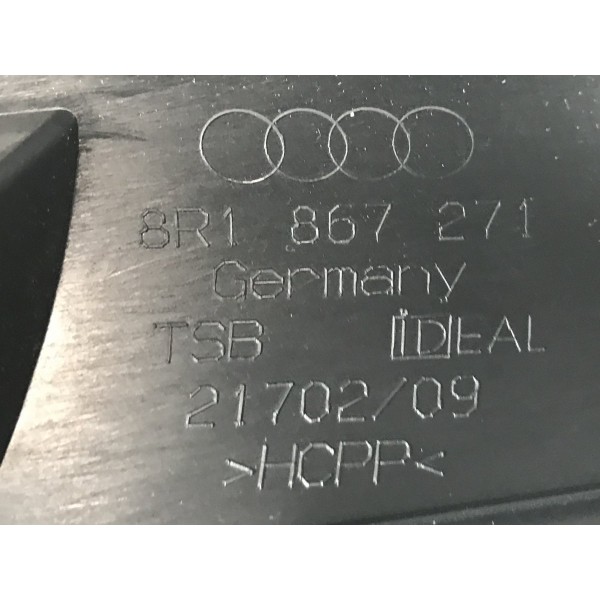 8R1 867 271
Germany
TSB IDEAL
21702/09
>HCPP<